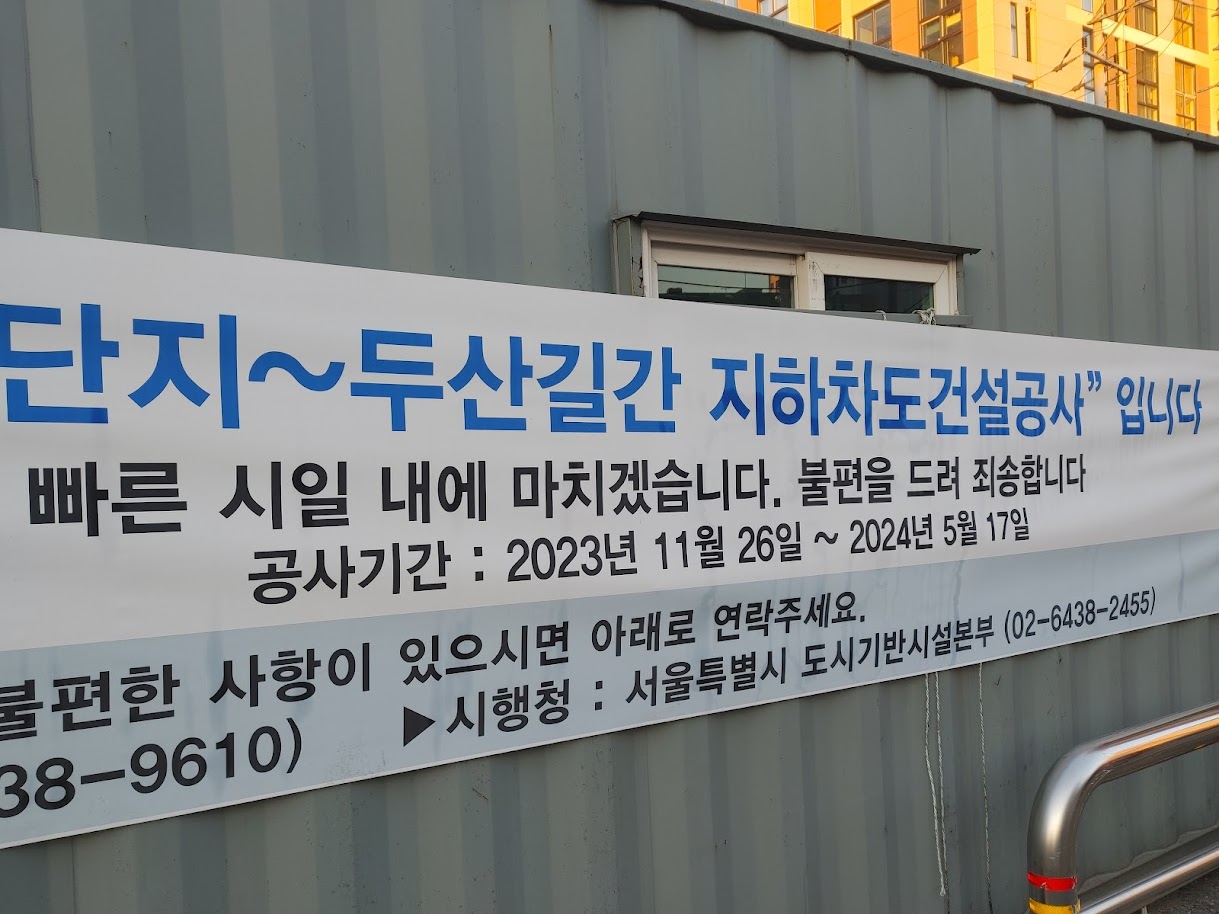 단지~두산길간 지하차도건설공사” 입니다
빠른 시일 내에 마치겠습니다. 불편을 드려 죄송합니다
공사기간 : 2023년 11월 26일 ~ 2024년 5월 17일
불편한 사항이 있으시면 아래로 연락주세요.
38-9610) ▶시행청 : 서울특별시 도시기반시설본부 (02-6438-2455)